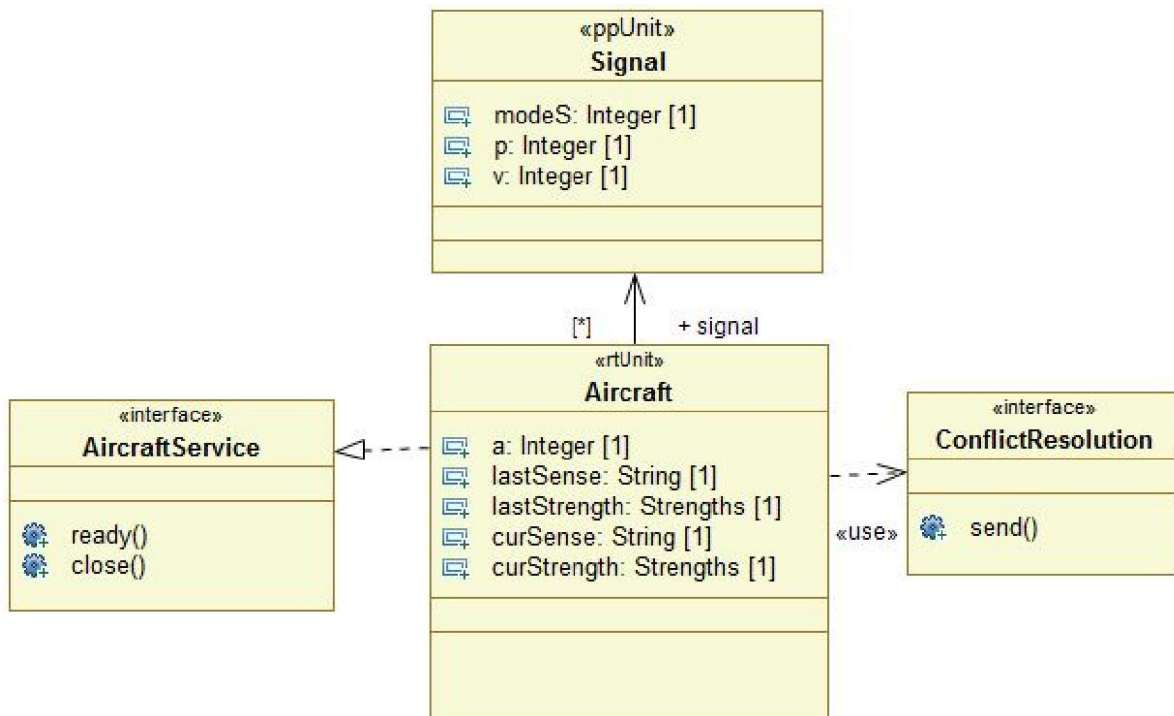 «ppUnit»
Signal
modeS: Integer [1]
p: Integer [1]
v: Integer [1]
[*]
+ signal
«rtUnit»
Aircraft
a: Integer [1]
lastSense: String [1]
lastStrength: Strengths [1]
curSense: String [1]
curStrength: Strengths [1]
«interface»
AircraftService
ready()
close()
«use»
«interface»
ConflictResolution
send()